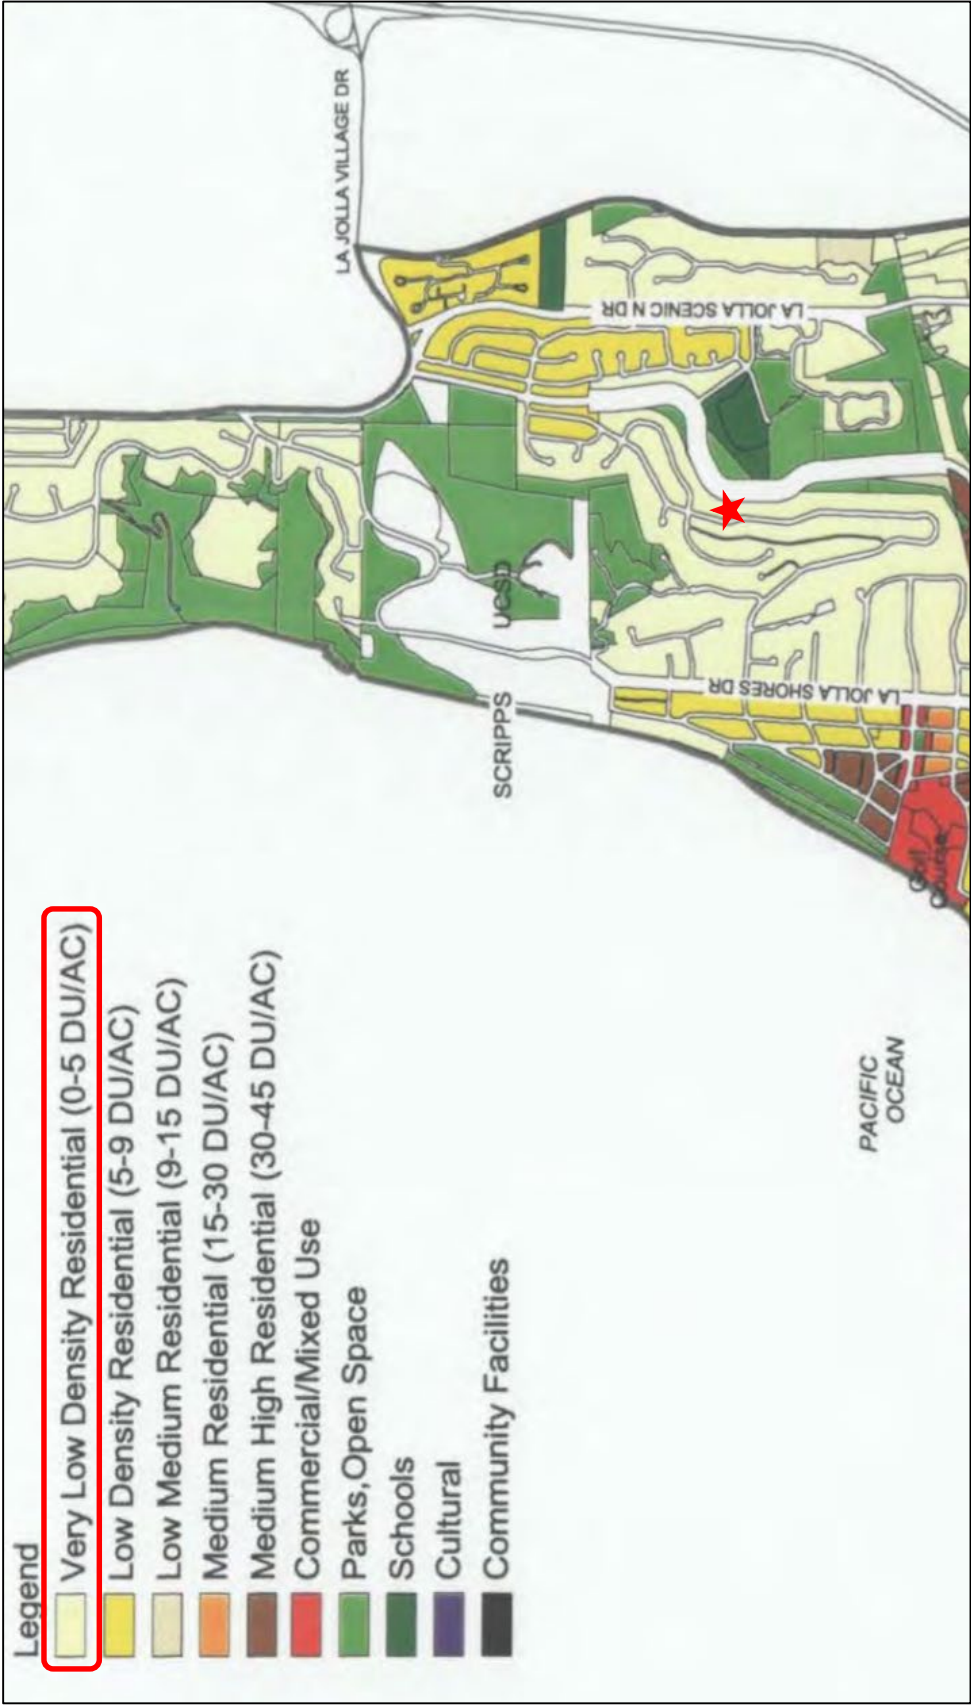 Legend
Very Low Density Residential (0-5 DU/AC)
Low Density Residential (5-9 DU/AC)
Low Medium Residential (9-15 DU/AC)
Medium Residential (15-30 DU/AC)
Medium High Residential (30-45 DU/AC)
Commercial/Mixed Use
Parks,Open Space
Schools
Cultural
Community Facilities
LA JOLLA VILLAGE DR
LA JOLLA SCENIC N DR
UCSD
SCRIPPS
LA JOLLA SHORES DR
Golf
Course
PACIFIC
OCEAN